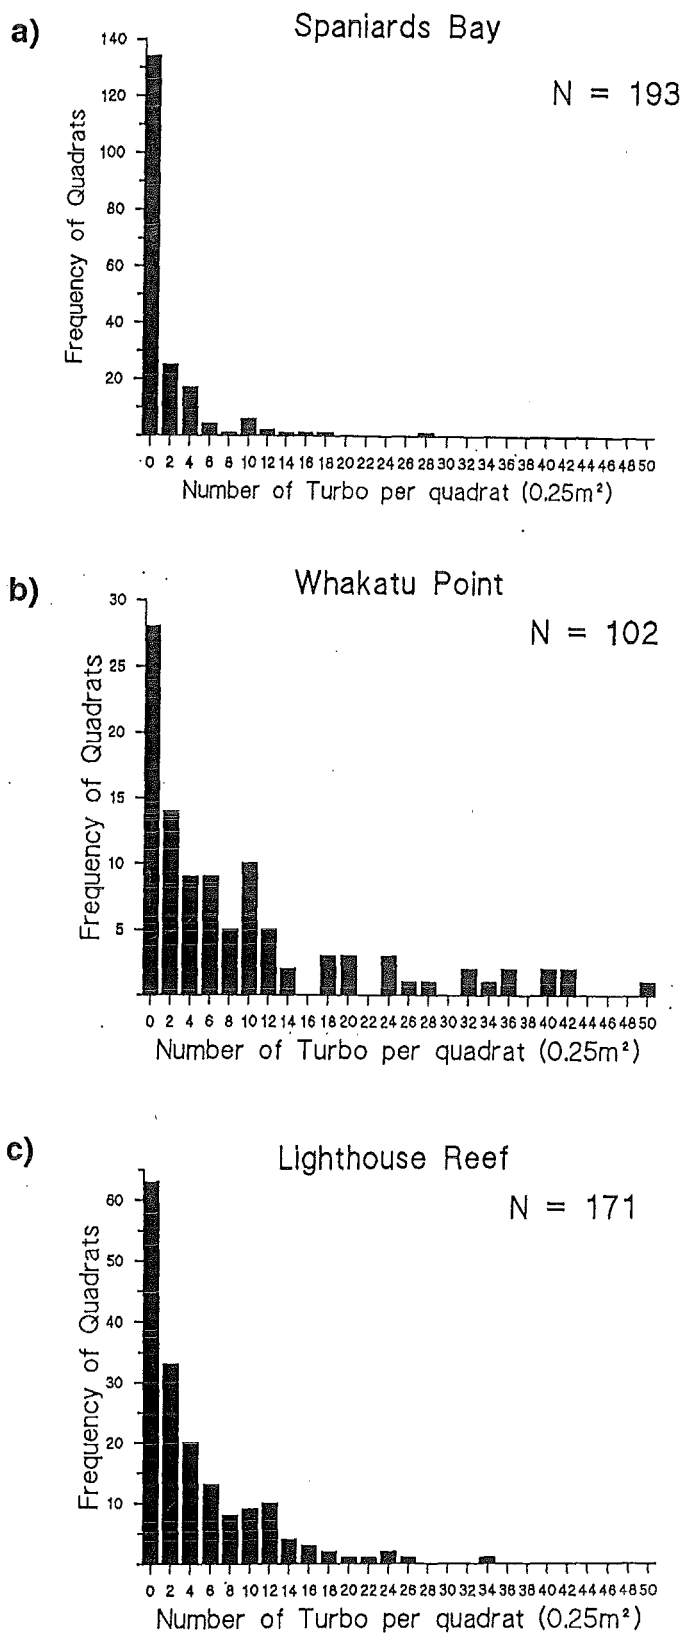 a)
Spaniards Bay
N = 193
Frequency of Quadrats
140
120
100
80
60
40
20
0 2 4 6 8 10 12 14 16 18 20 22 24 26 28 30 32 34 36 38 40 42 44 46 48 50
Number of Turbo per quadrat (0.25m²)
b)
Whakatu Point
N = 102
Frequency of Quadrats
30
25
20
15
10
5
0 2 4 6 8 10 12 14 16 18 20 22 24 26 28 30 32 34 36 38 40 42 44 46 48 50
Number of Turbo per quadrat (0.25m²)
c)
Lighthouse Reef
N = 171
Frequency of Quadrats
60
50
40
30
20
10
0 2 4 6 8 10 12 14 16 18 20 22 24 26 28 30 32 34 36 38 40 42 44 46 48 50
Number of Turbo per quadrat (0.25m²)